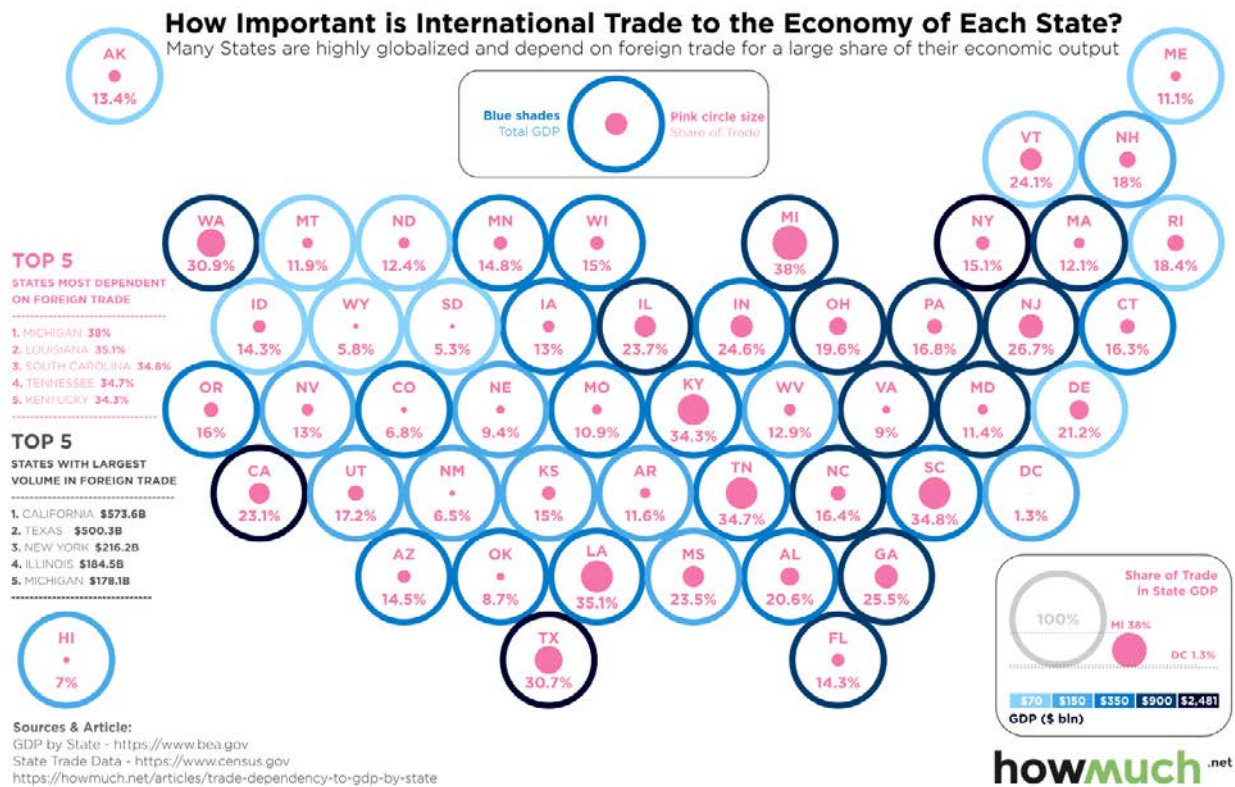 How Important is International Trade to the Economy of Each State?
Many States are highly globalized and depend on foreign trade for a large share of their economic output
AK
13.4%
ME
11.1%
Blue shades
Total GDP
Pink circle size
Share of Trade
VT
24.1%
NH
18%
WA
30.9%
MT
11.9%
ND
12.4%
MN
14.8%
WI
15%
MI
38%
NY
15.1%
MA
12.1%
RI
18.4%
TOP 5
STATES MOST DEPENDENT
ON FOREIGN TRADE
1. MICHIGAN 38%
2. LOUISIANA 35.1%
3. SOUTH CAROLINA 34.8%
4. TENNESSEE 34.7%
5. KENTUCKY 34.3%
ID
14.3%
WY
5.8%
SD
5.3%
IA
13%
IL
23.7%
IN
24.6%
OH
19.6%
PA
16.8%
NJ
26.7%
CT
16.3%
OR
16%
NV
13%
CO
6.8%
NE
9.4%
MO
10.9%
KY
34.3%
WV
12.9%
VA
9%
MD
11.4%
DE
21.2%
TOP 5
STATES WITH LARGEST
VOLUME IN FOREIGN TRADE
1. CALIFORNIA $573.6B
2. TEXAS $500.3B
3. NEW YORK $216.2B
4. ILLINOIS $184.5B
5. MICHIGAN $178.1B
CA
23.1%
UT
17.2%
NM
6.5%
KS
15%
AR
11.6%
TN
34.7%
NC
16.4%
SC
34.8%
DC
1.3%
AZ
14.5%
OK
8.7%
LA
35.1%
MS
23.5%
AL
20.6%
GA
25.5%
HI
7%
TX
30.7%
FL
14.3%
Share of Trade
in State GDP
100%
MI 38%
DC 1.3%
$70 $150 $350 $900 $2,481
GDP ($ bln)
Sources & Article:
GDP by State - https://www.bea.gov
State Trade Data - https://www.census.gov
https://howmuch.net/articles/trade-dependency-to-gdp-by-state
howmuch.net